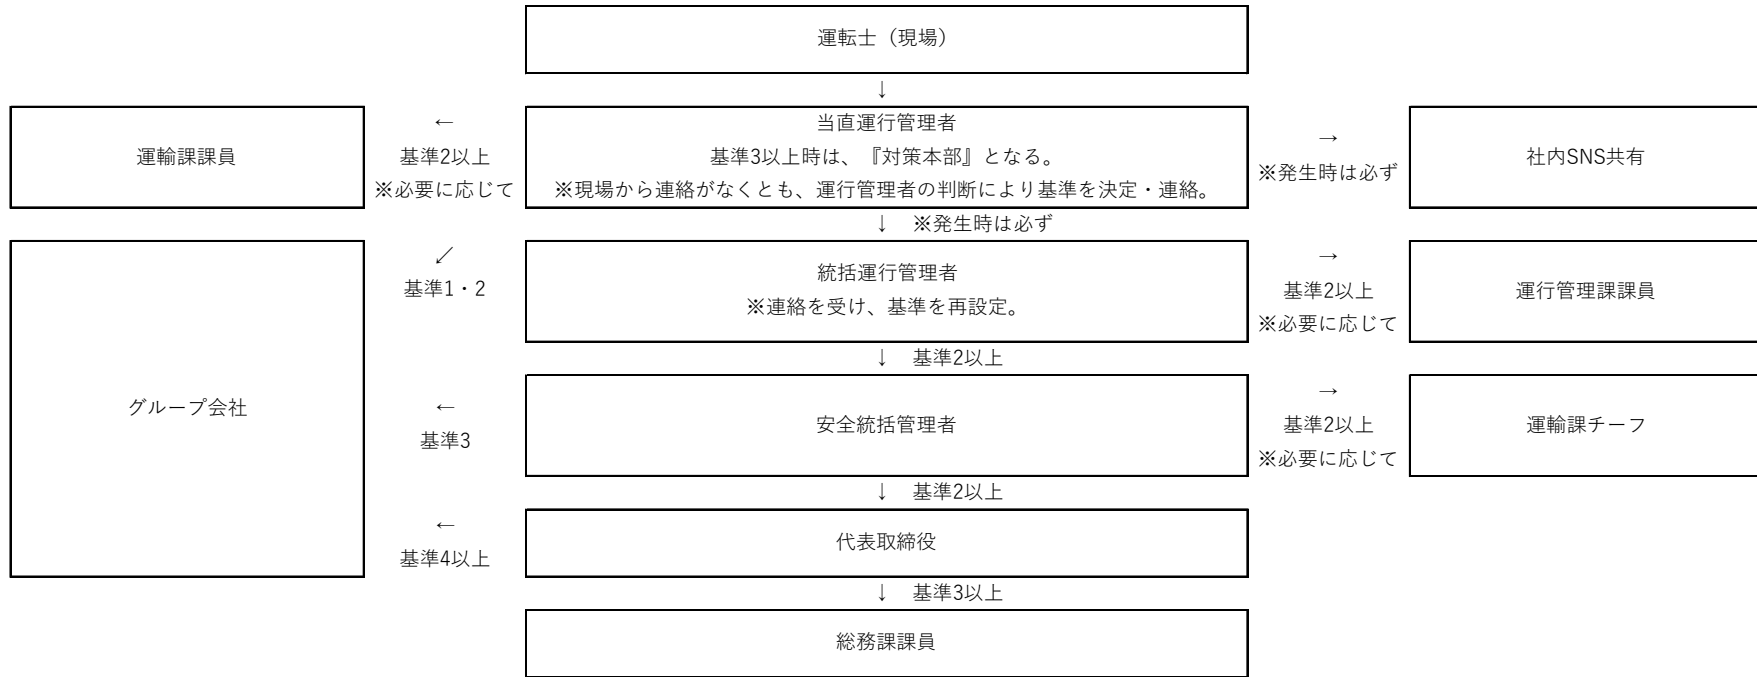 運転士（現場）
↓
運輸課課員
←
基準2以上
※必要に応じて
当直運行管理者
基準3以上時は、『対策本部』となる。
※現場から連絡がなくとも、運行管理者の判断により基準を決定・連絡。
→
※発生時は必ず
社内SNS共有
↓　※発生時は必ず
グループ会社
↙
基準1・2
統括運行管理者
※連絡を受け、基準を再設定。
→
基準2以上
※必要に応じて
運行管理課課員
↓　基準2以上
←
基準3
安全統括管理者
→
基準2以上
※必要に応じて
運輸課チーフ
↓　基準2以上
←
基準4以上
代表取締役
↓　基準3以上
総務課課員